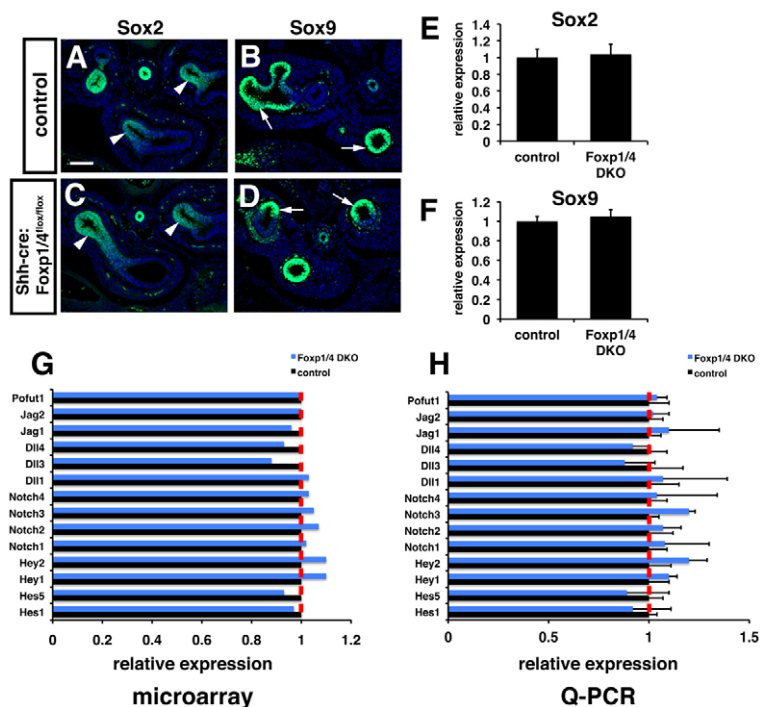 Sox2
Sox9
control
Shh-cre:
Foxp1/4flox/flox
A
B
C
D
E
Sox2
relative expression
1.4
1.2
1
0.8
0.6
0.4
0.2
0
control
Foxp1/4
DKO
F
Sox9
relative expression
1.2
1
0.8
0.6
0.4
0.2
0
control
Foxp1/4
DKO
G
Foxp1/4 DKO
control
Pofut1
Jag2
Jag1
Dll4
Dll3
Dll1
Notch4
Notch3
Notch2
Notch1
Hey2
Hey1
Hes5
Hes1
0
0.2
0.4
0.6
0.8
1
1.2
relative expression
microarray
H
Foxp1/4 DKO
control
Pofut1
Jag2
Jag1
Dll4
Dll3
Dll1
Notch4
Notch3
Notch2
Notch1
Hey2
Hey1
Hes5
Hes1
0
0.5
1
1.5
relative expression
Q-PCR